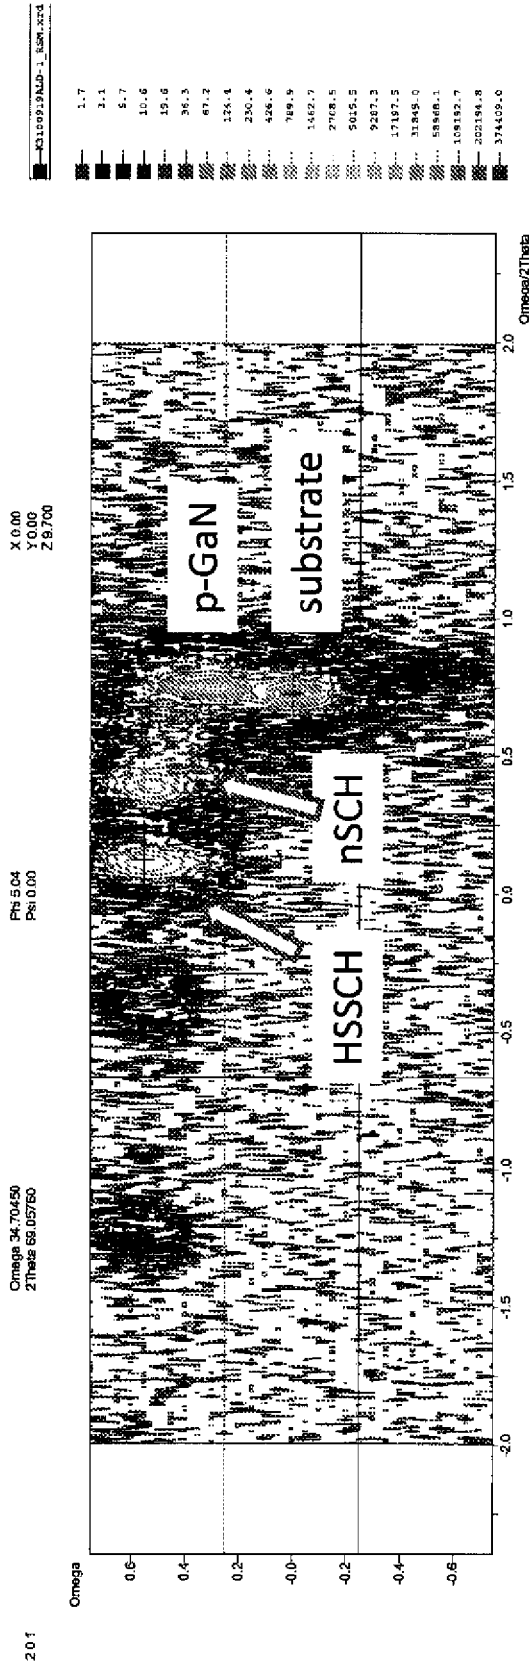 201
Omega 34.70450
2Theta 69.05760
Phi 5.04
Psi 0.00
X 0.00
Y 0.00
Z 9.700
K3100919ALD-1_RSM.xrd
1.7
3.1
5.7
10.6
19.6
36.3
67.2
124.4
230.4
426.6
789.9
1462.7
2708.5
5015.5
9287.3
17197.5
31845.0
58968.1
109192.7
202194.8
374409.0
Omega
0.6
0.4
0.2
-0.0
-0.2
-0.4
-0.6
p-GaN
substrate
HSSCH
nSCH
-2.0
-1.5
-1.0
-0.5
0.0
0.5
1.0
1.5
2.0
Omega/2Theta